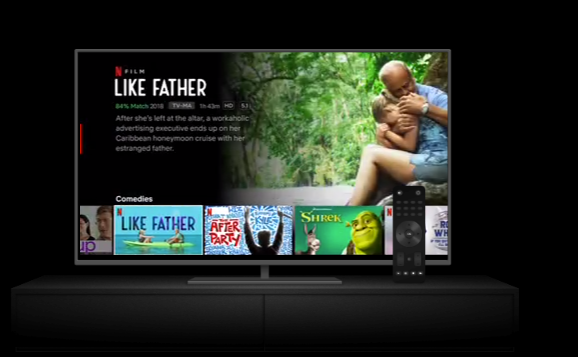 N FILM
LIKE FATHER
84% Match 2018 TV-MA 1h 43m HD 5.1
After she's left at the altar, a workaholic
advertising executive ends up on her
Caribbean honeymoon cruise with her
estranged father.
Comedies
up
N LIKE FATHER
N
AFTER
PARTY
SHREK
N